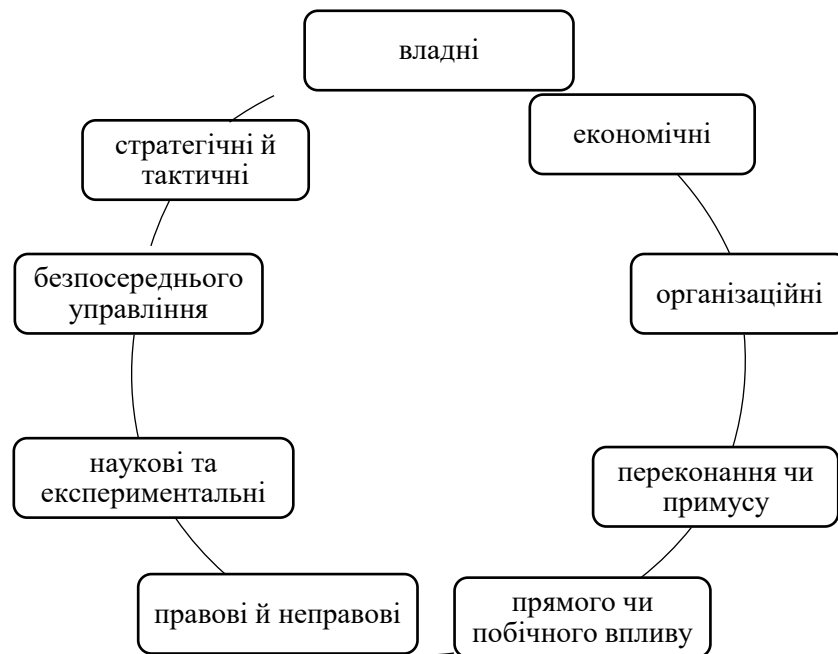 владні
економічні
організаційні
переконання чи
примусу
прямого чи
побічного впливу
правові й неправові
наукові та
експериментальні
безпосереднього
управління
стратегічні й
тактичні